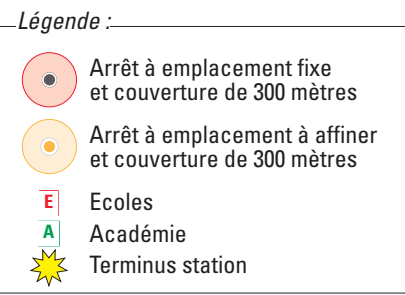 Légende :
Arrêt à emplacement fixe
et couverture de 300 mètres
Arrêt à emplacement à affiner
et couverture de 300 mètres
E Ecoles
A Académie
Terminus station